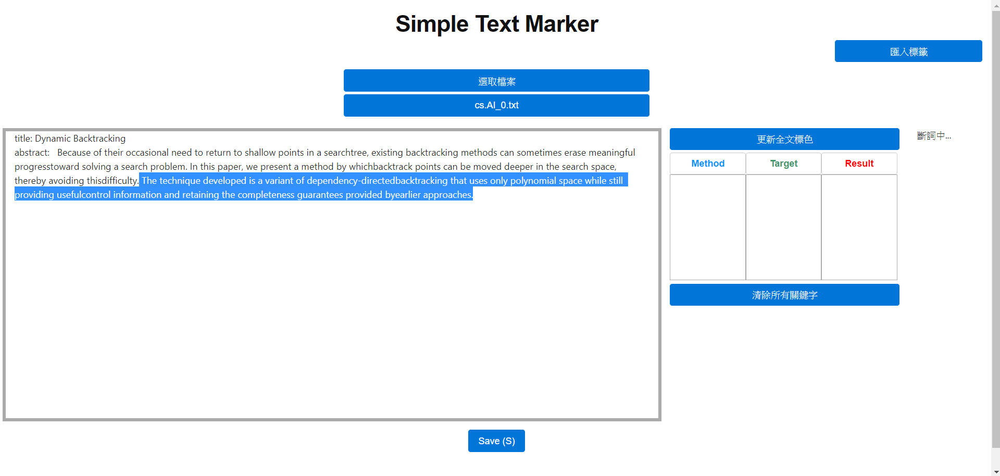 Simple Text Marker
匯入標籤
選取檔案
cs.AI_0.txt
title: Dynamic Backtracking
abstract:   Because of their occasional need to return to shallow points in a searchtree, existing backtracking methods can sometimes erase meaningful
progresstoward solving a search problem. In this paper, we present a method by whichbacktrack points can be moved deeper in the search space,
thereby avoiding thisdifficulty. The technique developed is a variant of dependency-directedbacktracking that uses only polynomial space while still
providing usefulcontrol information and retaining the completeness guarantees provided byearlier approaches.
更新全文標色
斷詞中...
Method Target Result
清除所有關鍵字
Save (S)